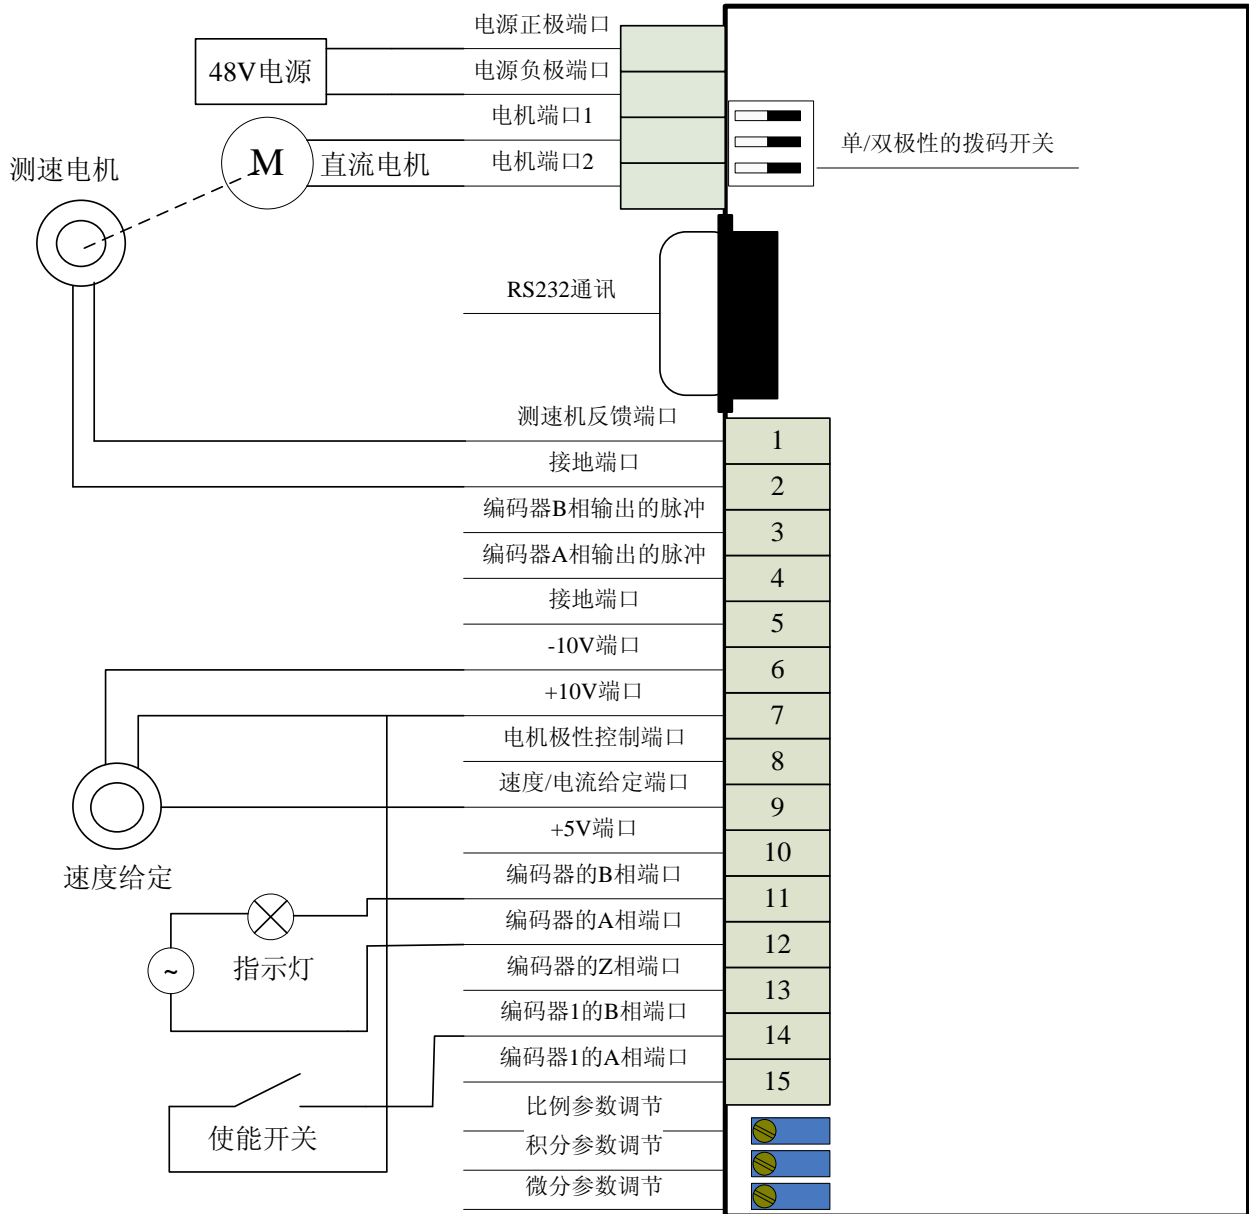 电源正极端口
48V电源
电源负极端口
电机端口1
单/双极性的拨码开关
测速电机
M
直流电机
电机端口2
RS232通讯
测速机反馈端口
1
接地端口
2
编码器B相输出的脉冲
3
编码器A相输出的脉冲
4
接地端口
5
-10V端口
6
+10V端口
7
电机极性控制端口
8
速度/电流给定端口
9
+5V端口
10
速度给定
编码器的B相端口
11
编码器的A相端口
12
~
指示灯
编码器的Z相端口
13
编码器1的B相端口
14
编码器1的A相端口
15
比例参数调节
使能开关
积分参数调节
微分参数调节